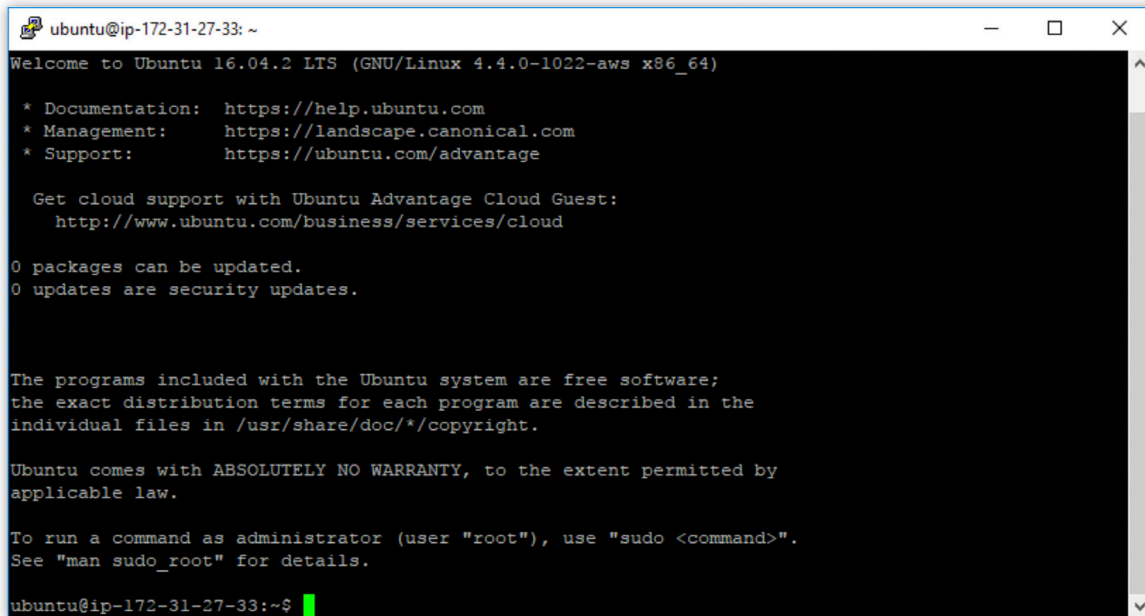 ubuntu@ip-172-31-27-33: ~
Welcome to Ubuntu 16.04.2 LTS (GNU/Linux 4.4.0-1022-aws x86_64)
* Documentation:  https://help.ubuntu.com
* Management:     https://landscape.canonical.com
* Support:        https://ubuntu.com/advantage
Get cloud support with Ubuntu Advantage Cloud Guest:
http://www.ubuntu.com/business/services/cloud
0 packages can be updated.
0 updates are security updates.
The programs included with the Ubuntu system are free software;
the exact distribution terms for each program are described in the
individual files in /usr/share/doc/*/copyright.
Ubuntu comes with ABSOLUTELY NO WARRANTY, to the extent permitted by
applicable law.
To run a command as administrator (user "root"), use "sudo <command>".
See "man sudo_root" for details.
ubuntu@ip-172-31-27-33:~$